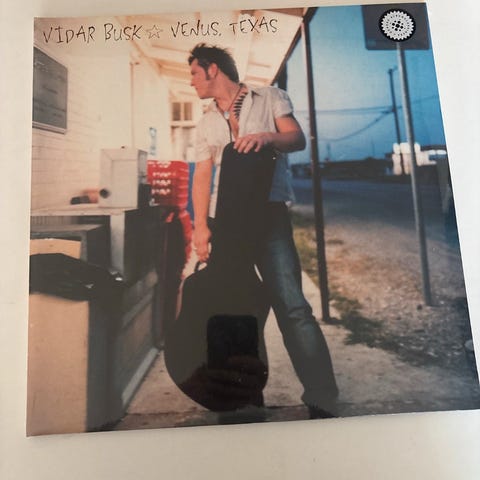 VIDAR BUSK ☆ VENUS, TEXAS